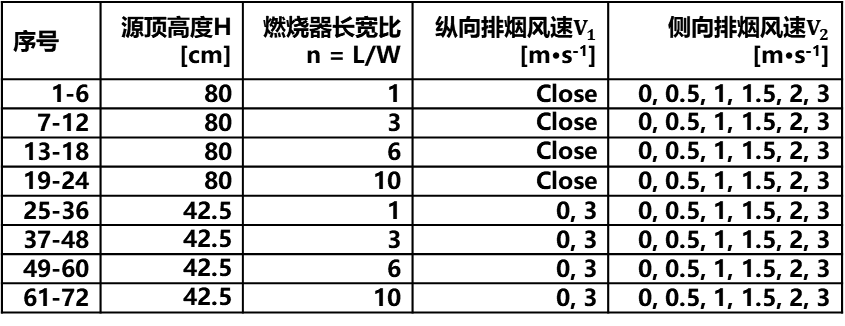 序号 源顶高度H [cm] 燃烧器长宽比 n = L/W 纵向排烟风速V₁ [m•s⁻¹] 侧向排烟风速V₂ [m•s⁻¹]
1-6 80 1 Close 0, 0.5, 1, 1.5, 2, 3
7-12 80 3 Close 0, 0.5, 1, 1.5, 2, 3
13-18 80 6 Close 0, 0.5, 1, 1.5, 2, 3
19-24 80 10 Close 0, 0.5, 1, 1.5, 2, 3
25-36 42.5 1 0, 3 0, 0.5, 1, 1.5, 2, 3
37-48 42.5 3 0, 3 0, 0.5, 1, 1.5, 2, 3
49-60 42.5 6 0, 3 0, 0.5, 1, 1.5, 2, 3
61-72 42.5 10 0, 3 0, 0.5, 1, 1.5, 2, 3